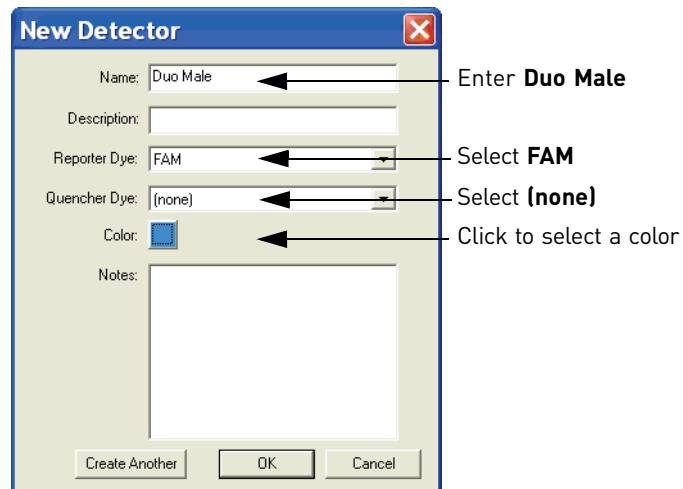 New Detector
Name: Duo Male Enter Duo Male
Description:
Reporter Dye: FAM Select FAM
Quencher Dye: (none) Select (none)
Color: Click to select a color
Notes:
Create Another OK Cancel